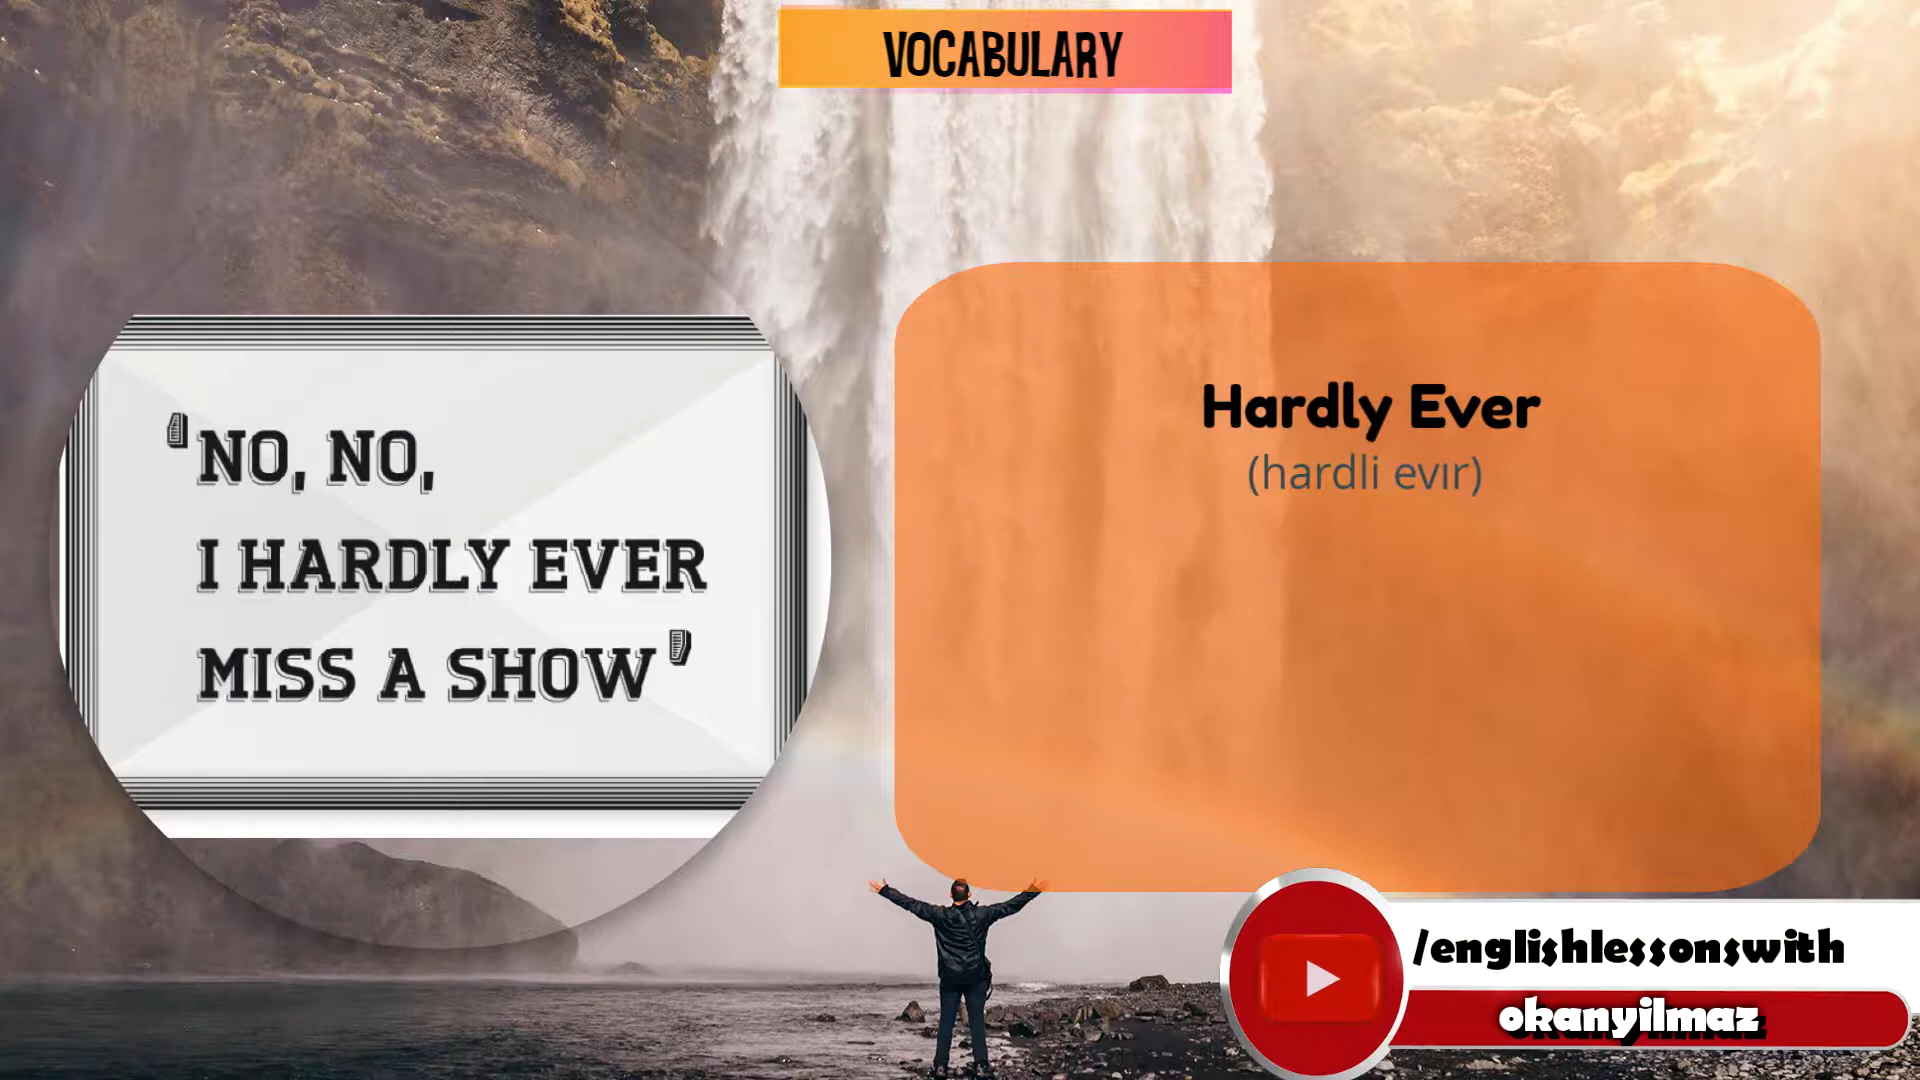 VOCABULARY
"NO, NO,
I HARDLY EVER
MISS A SHOW"
Hardly Ever
(hardli evır)
/englishlessonswith
okanyilmaz